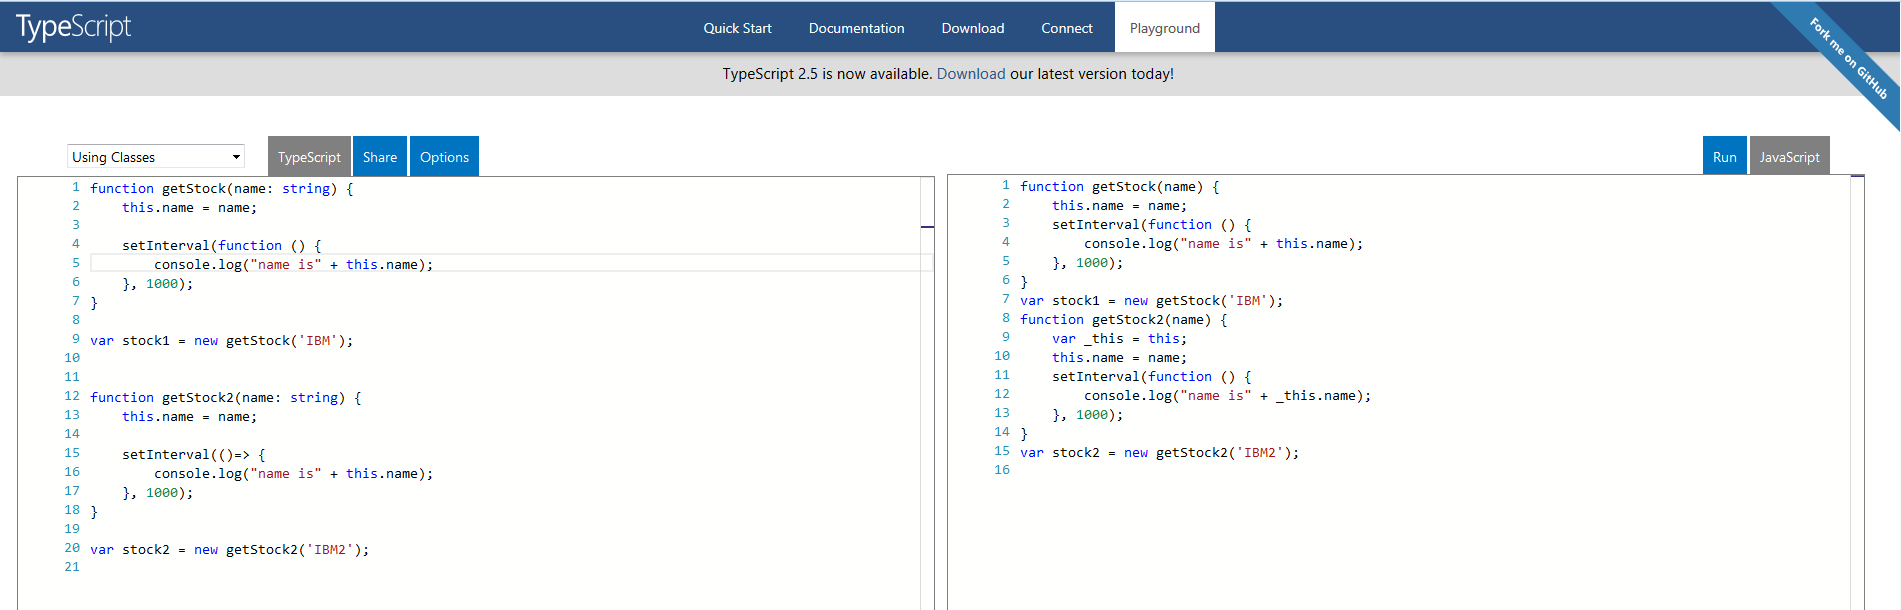 TypeScript
Quick Start Documentation Download Connect Playground
Fork me on GitHub
TypeScript 2.5 is now available. Download our latest version today!
Using Classes TypeScript Share Options
Run JavaScript
1 function getStock(name: string) {
2     this.name = name;
3
4     setInterval(function () {
5         console.log("name is" + this.name);
6     }, 1000);
7 }
8
9 var stock1 = new getStock('IBM');
10
11
12 function getStock2(name: string) {
13     this.name = name;
14
15     setInterval(()=> {
16         console.log("name is" + this.name);
17     }, 1000);
18 }
19
20 var stock2 = new getStock2('IBM2');
21
1 function getStock(name) {
2     this.name = name;
3     setInterval(function () {
4         console.log("name is" + this.name);
5     }, 1000);
6 }
7 var stock1 = new getStock('IBM');
8 function getStock2(name) {
9     var _this = this;
10     this.name = name;
11     setInterval(function () {
12         console.log("name is" + _this.name);
13     }, 1000);
14 }
15 var stock2 = new getStock2('IBM2');
16